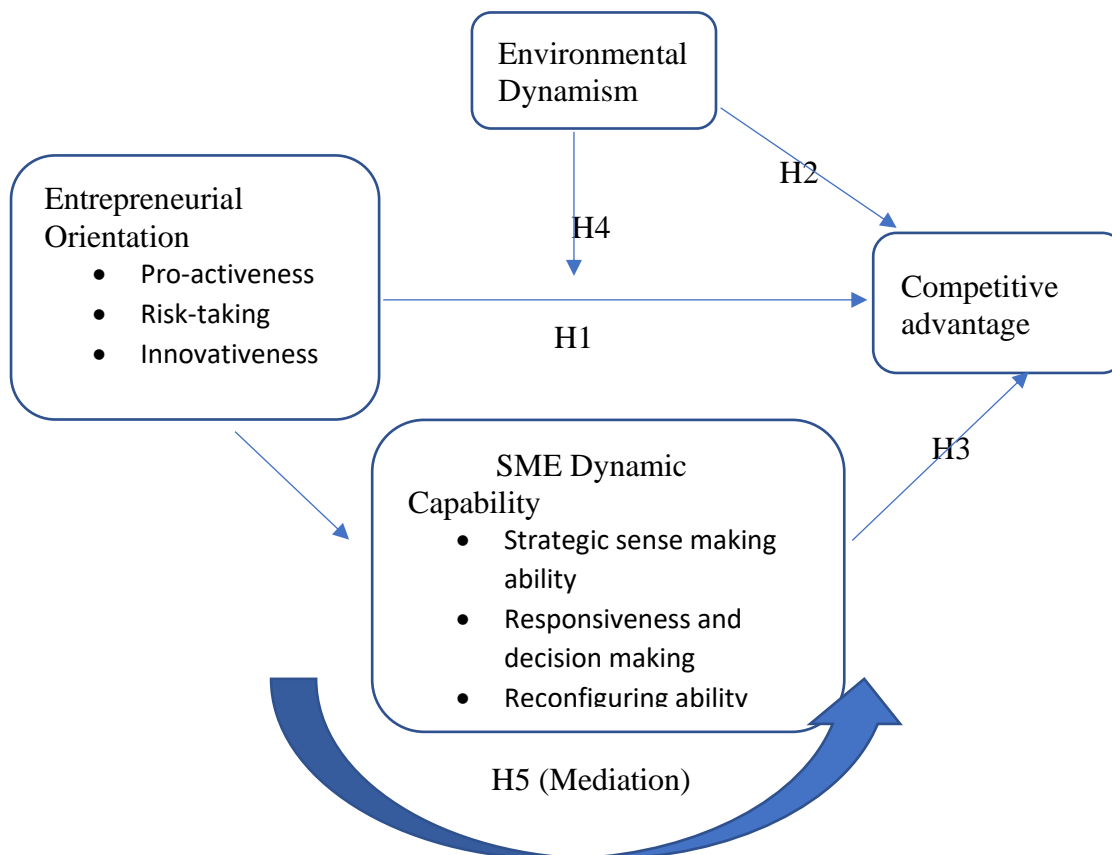 Environmental
Dynamism
H2
Entrepreneurial
Orientation
• Pro-activeness
• Risk-taking
• Innovativeness
H4
H1
Competitive
advantage
SME Dynamic
Capability
• Strategic sense making
ability
• Responsiveness and
decision making
• Reconfiguring ability
H3
H5 (Mediation)